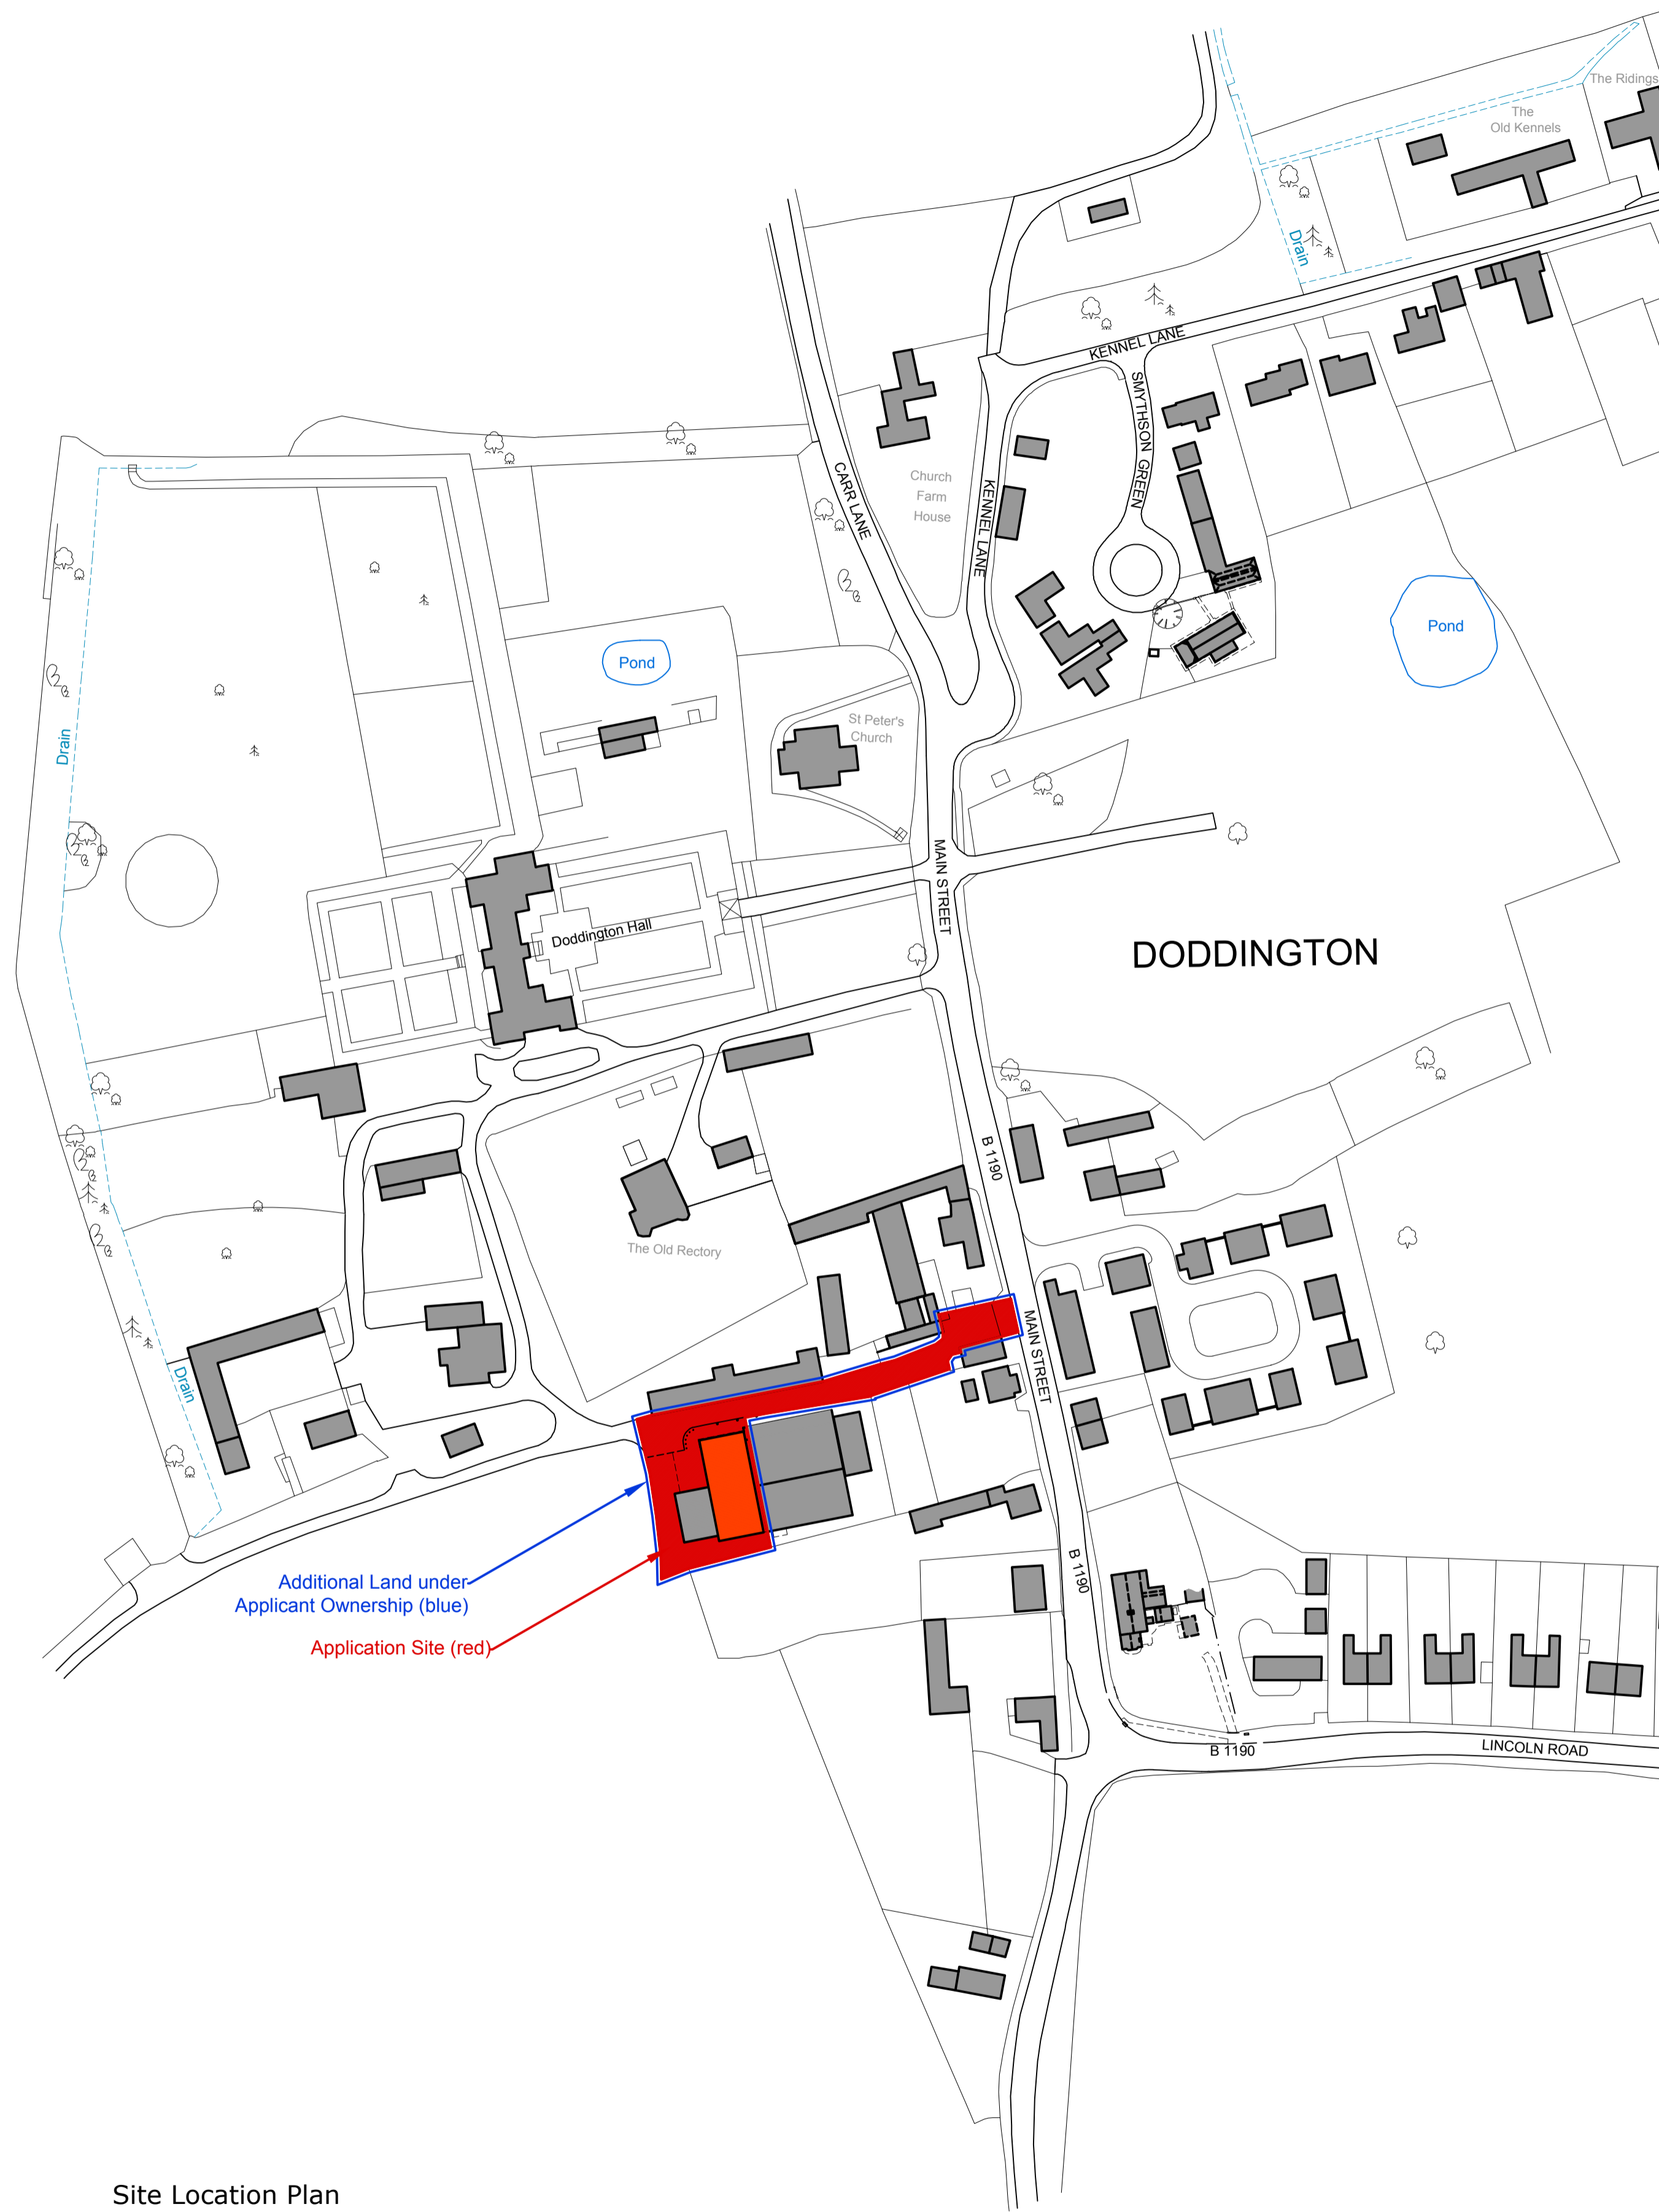 The Ridings
The
Old Kennels
Drain
KENNEL LANE
SMYTHSON GREEN
CARR LANE
Church
Farm
House
KENNEL LANE
Pond
Pond
St Peter's
Church
Drain
MAIN STREET
Doddington Hall
DODDINGTON
B 1190
The Old Rectory
MAIN STREET
Drain
B 1190
Additional Land under
Applicant Ownership (blue)
Application Site (red)
B 1190
LINCOLN ROAD
Site Location Plan